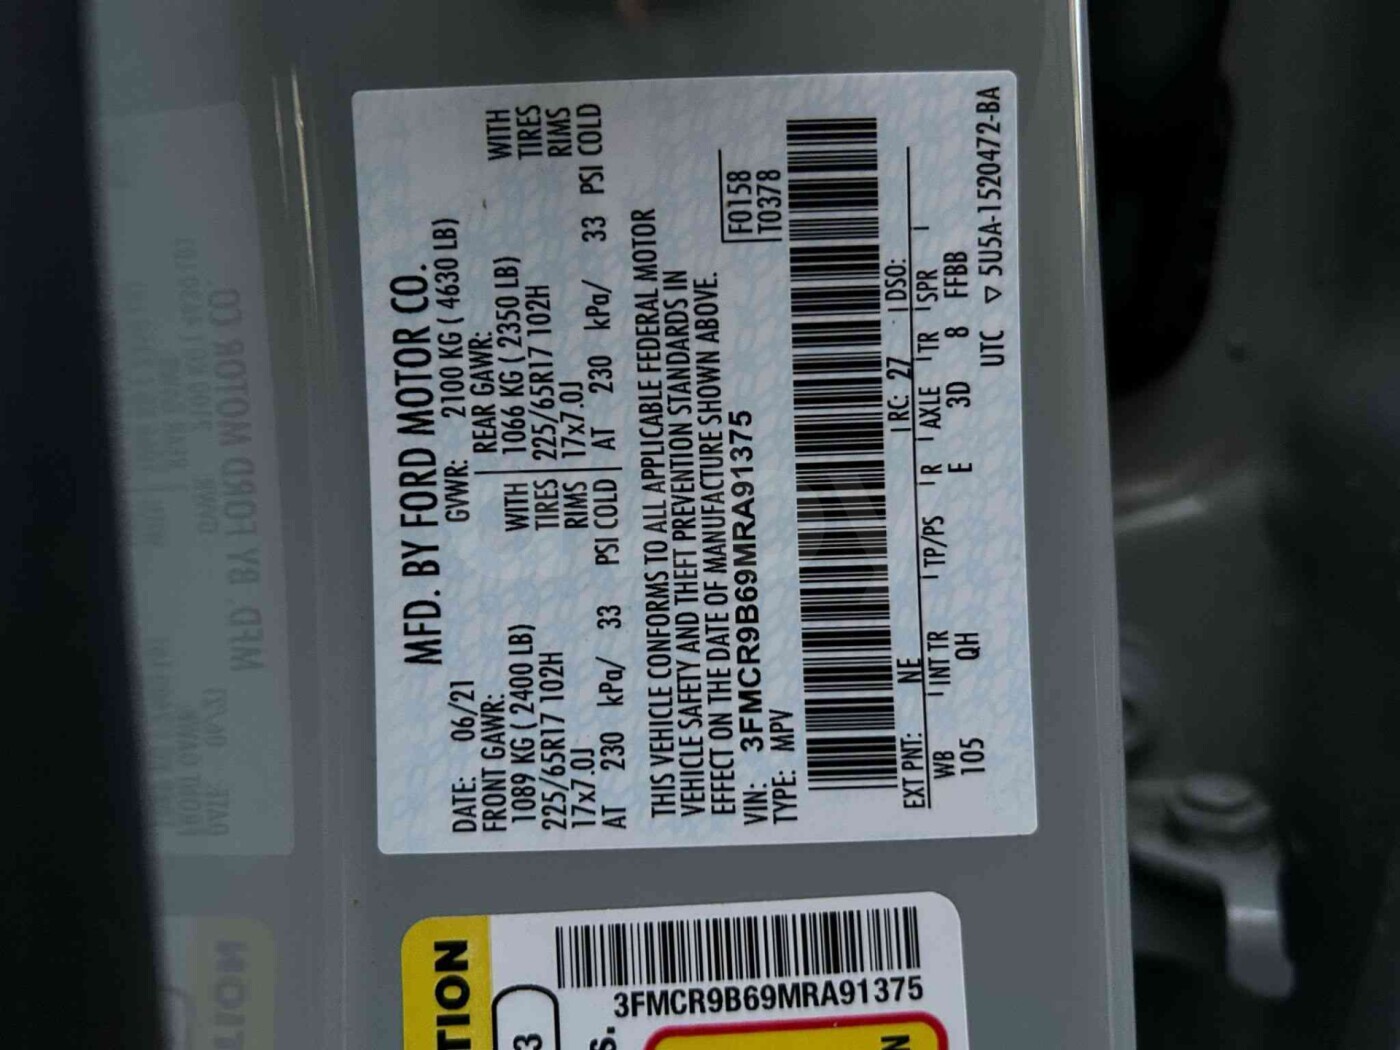 MFD. BY FORD MOTOR CO.
DATE: 06/21 GVWR: 2100 KG ( 4630 LB)
FRONT GAWR: REAR GAWR:
1089 KG ( 2400 LB) WITH 1066 KG ( 2350 LB) WITH
225/65R17 102H TIRES 225/65R17 102H TIRES
17x7.0J RIMS 17x7.0J RIMS
AT 230 kPa/ 33 PSI COLD AT 230 kPa/ 33 PSI COLD
THIS VEHICLE CONFORMS TO ALL APPLICABLE FEDERAL MOTOR
VEHICLE SAFETY AND THEFT PREVENTION STANDARDS IN
EFFECT ON THE DATE OF MANUFACTURE SHOWN ABOVE.
VIN: 3FMCR9B69MRA91375 F0158
TYPE: MPV T0378
EXT PNT: NE RC: 27 DSO:
WB INT TR TP/PS R AXLE TR SPR
105 QH E 3D 8 FFBB
UTC ▽ 5U5A-1520472-BA
TION
3
3FMCR9B69MRA91375
S.
N